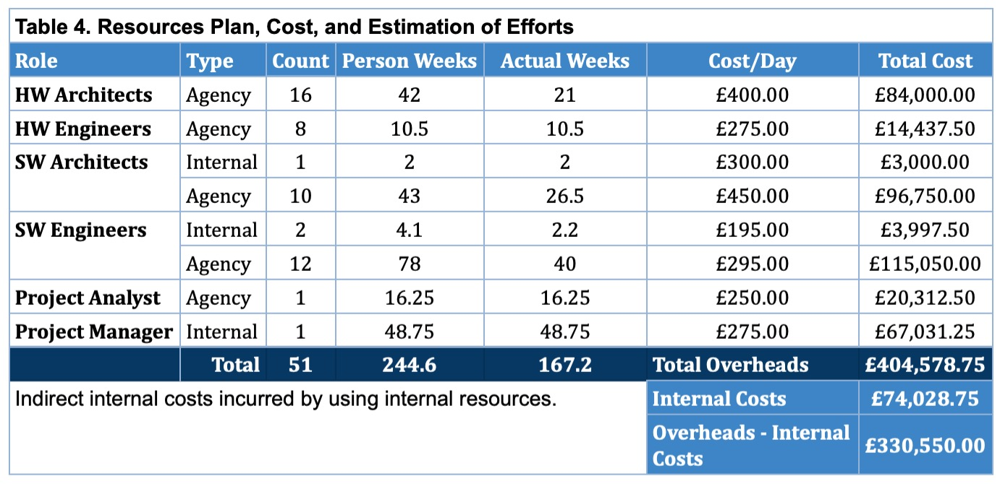 Table 4. Resources Plan, Cost, and Estimation of Efforts
Role Type Count Person Weeks Actual Weeks Cost/Day Total Cost
HW Architects Agency 16 42 21 £400.00 £84,000.00
HW Engineers Agency 8 10.5 10.5 £275.00 £14,437.50
SW Architects Internal 1 2 2 £300.00 £3,000.00
Agency 10 43 26.5 £450.00 £96,750.00
SW Engineers Internal 2 4.1 2.2 £195.00 £3,997.50
Agency 12 78 40 £295.00 £115,050.00
Project Analyst Agency 1 16.25 16.25 £250.00 £20,312.50
Project Manager Internal 1 48.75 48.75 £275.00 £67,031.25
Total 51 244.6 167.2 Total Overheads £404,578.75
Indirect internal costs incurred by using internal resources. Internal Costs £74,028.75
Overheads - Internal
Costs £330,550.00